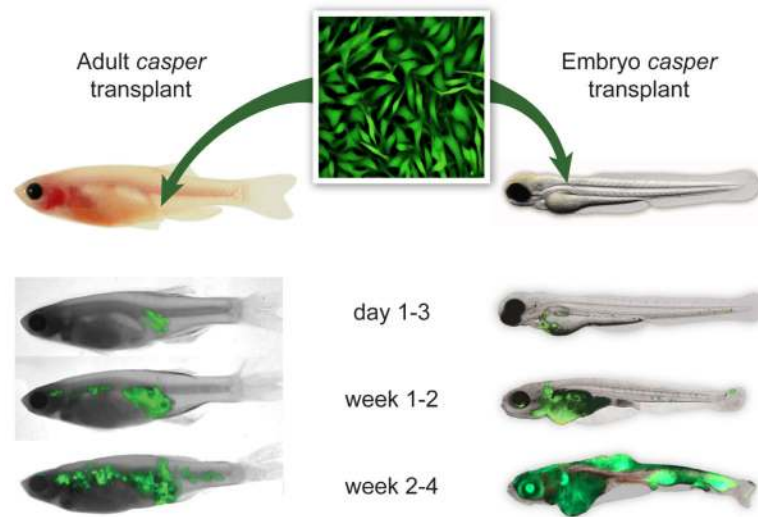 Adult casper
transplant
Embryo casper
transplant
day 1-3
week 1-2
week 2-4